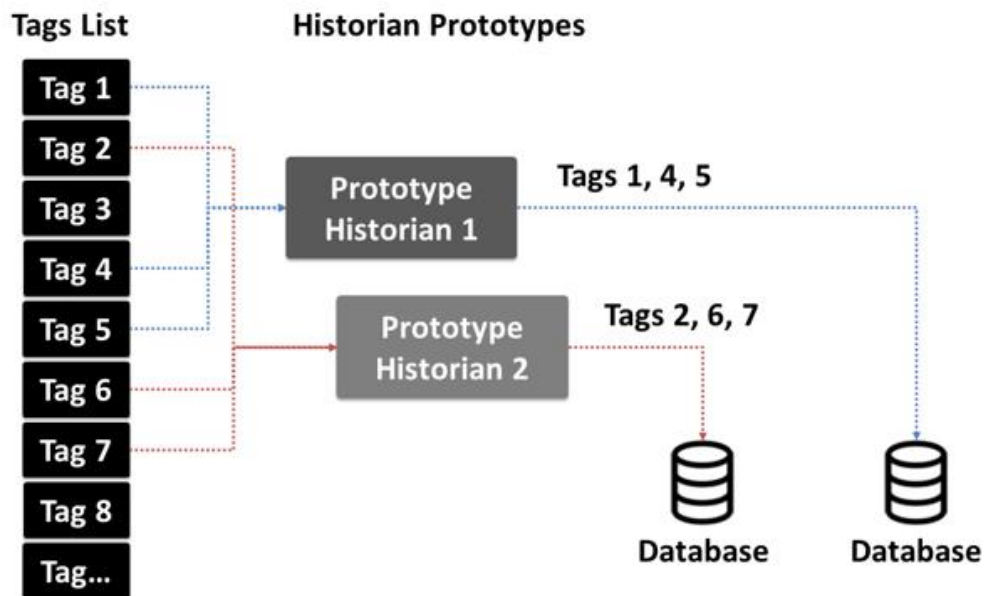 Tags List
Historian Prototypes
Tag 1
Tag 2
Tag 3
Tag 4
Tag 5
Tag 6
Tag 7
Tag 8
Tag...
Prototype
Historian 1
Tags 1, 4, 5
Prototype
Historian 2
Tags 2, 6, 7
Database
Database